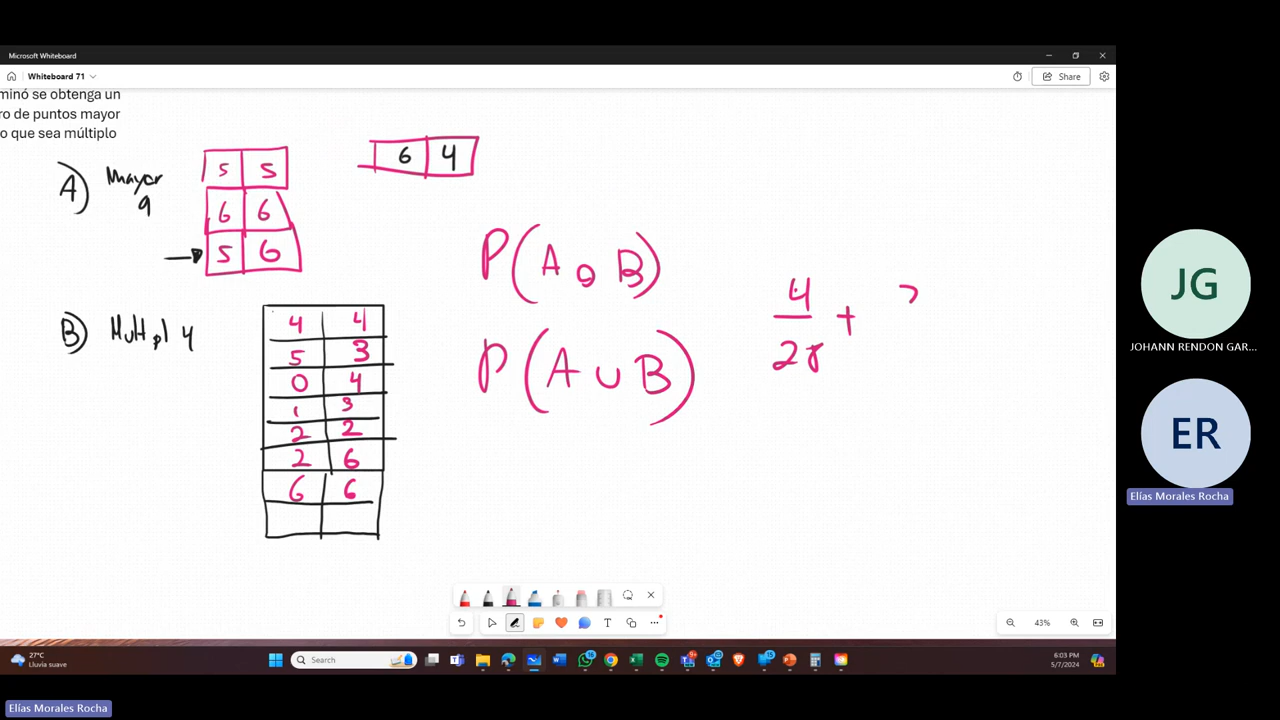 Microsoft Whiteboard
Whiteboard 71
Share
minó se obtenga un
ro de puntos mayor
o que sea múltiplo
A) Mayor
9
5 5
6 6
5 6
6 4
P(A o B)
P(A ∪ B)
4/28 +
B) Multipl 4
4 4
5 3
0 4
1 3
2 2
2 6
6 6
43%
27°C
Lluvia suave
Search
6:03 PM
5/7/2024
JG
JOHANN RENDON GAR...
ER
Elías Morales Rocha
Elías Morales Rocha